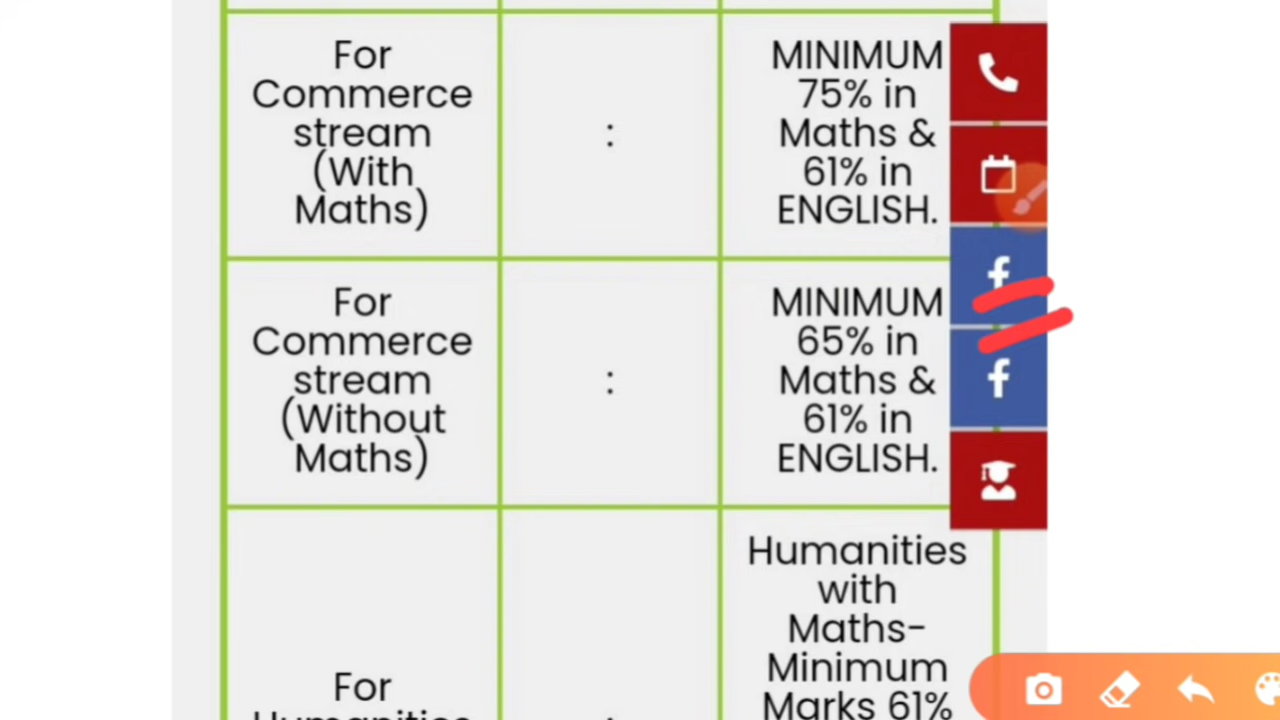 For
Commerce
stream
(With
Maths)
:
MINIMUM
75% in
Maths &
61% in
ENGLISH.
For
Commerce
stream
(Without
Maths)
:
MINIMUM
65% in
Maths &
61% in
ENGLISH.
For
Humanities
:
Humanities
with
Maths-
Minimum
Marks 61%